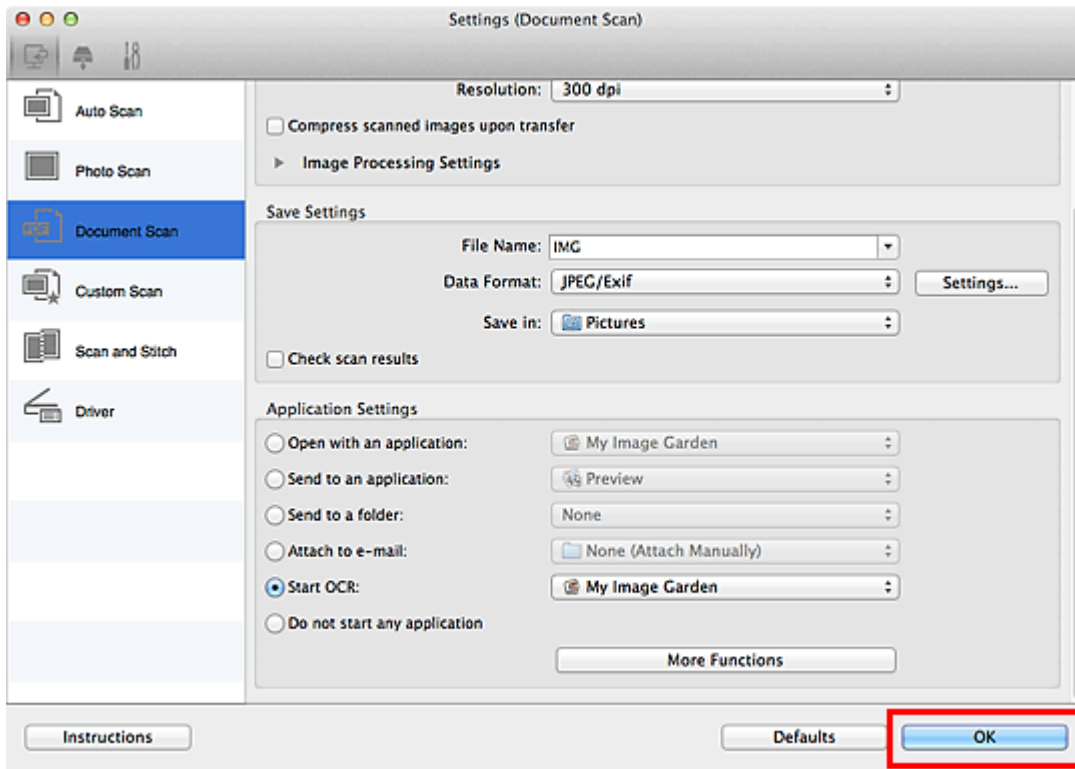 Settings (Document Scan)
Auto Scan
Photo Scan
Document Scan
Custom Scan
Scan and Stitch
Driver
Resolution: 300 dpi
Compress scanned images upon transfer
Image Processing Settings
Save Settings
File Name: IMG
Data Format: JPEG/Exif Settings...
Save in: Pictures
Check scan results
Application Settings
Open with an application: My Image Garden
Send to an application: Preview
Send to a folder: None
Attach to e-mail: None (Attach Manually)
Start OCR: My Image Garden
Do not start any application
More Functions
Instructions Defaults OK